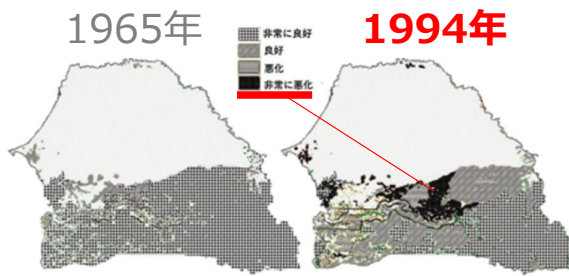 1965年
非常に良好
良好
悪化
非常に悪化
1994年